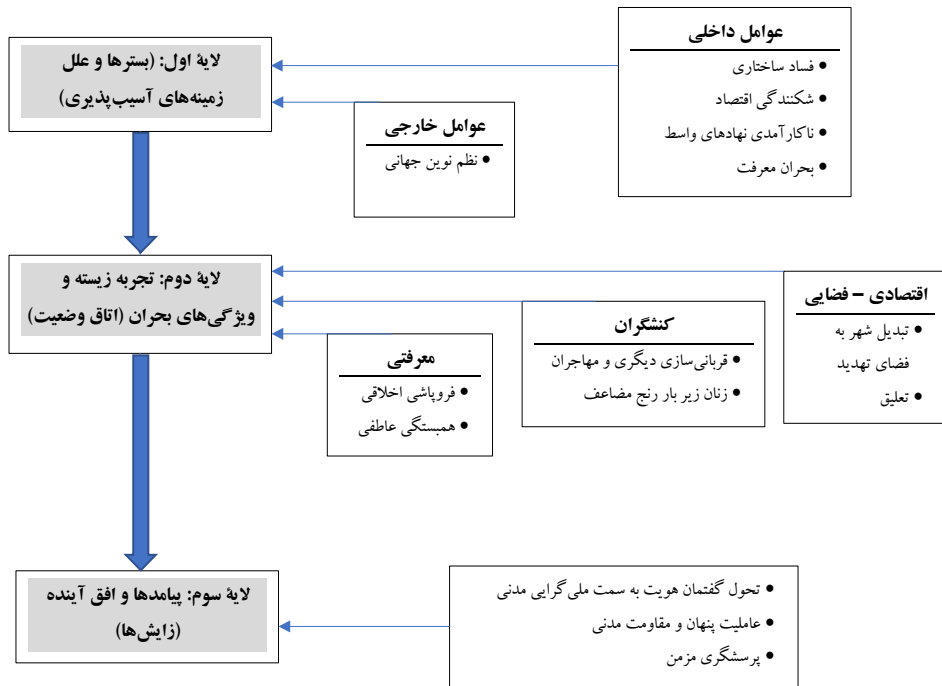 عوامل داخلی
• فساد ساختاری
• شکنندگی اقتصاد
• ناکارآمدی نهادهای واسط
• بحران معرفت
لایۀ اول: (بسترها و علل
زمینه‌های آسیب‌پذیری)
عوامل خارجی
• نظم نوین جهانی
لایۀ دوم: تجربه زیسته و
ویژگی‌های بحران (اتاق وضعیت)
اقتصادی – فضایی
• تبدیل شهر به
فضای تهدید
• تعلیق
کنشگران
• قربانی‌سازی دیگری و مهاجران
• زنان زیر بار رنج مضاعف
معرفتی
• فروپاشی اخلاقی
• همبستگی عاطفی
لایۀ سوم: پیامدها و افق آینده
(زایش‌ها)
• تحول گفتمان هویت به سمت ملی‌گرایی مدنی
• عاملیت پنهان و مقاومت مدنی
• پرسشگری مزمن